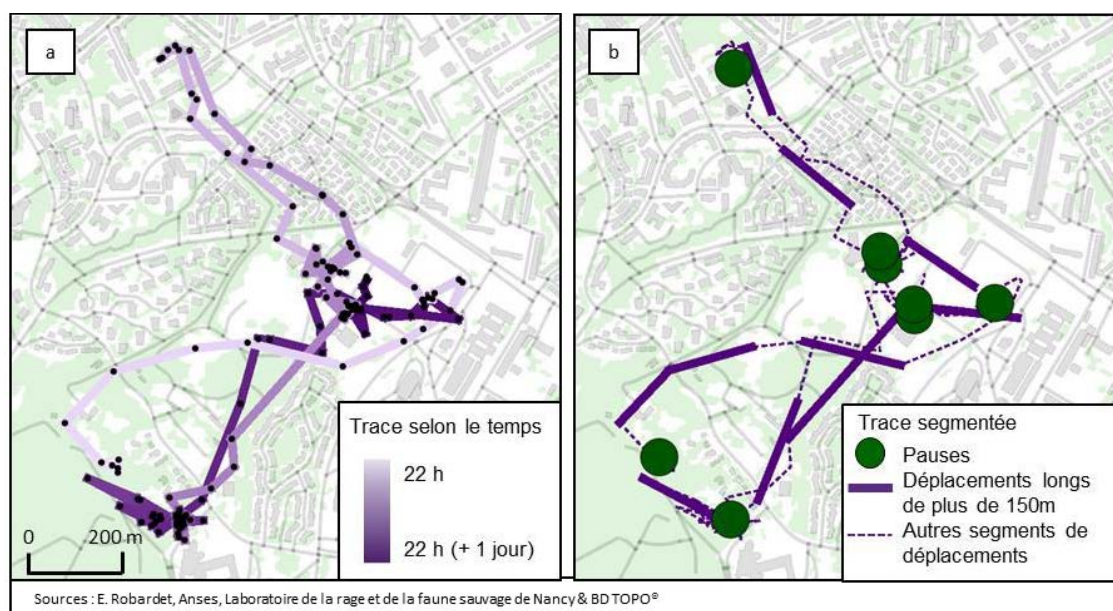 a
Trace selon le temps
22 h
22 h (+ 1 jour)
0 200 m
b
Trace segmentée
Pauses
Déplacements longs
de plus de 150m
Autres segments de
déplacements
Sources : E. Robardet, Anses, Laboratoire de la rage et de la faune sauvage de Nancy & BD TOPO®